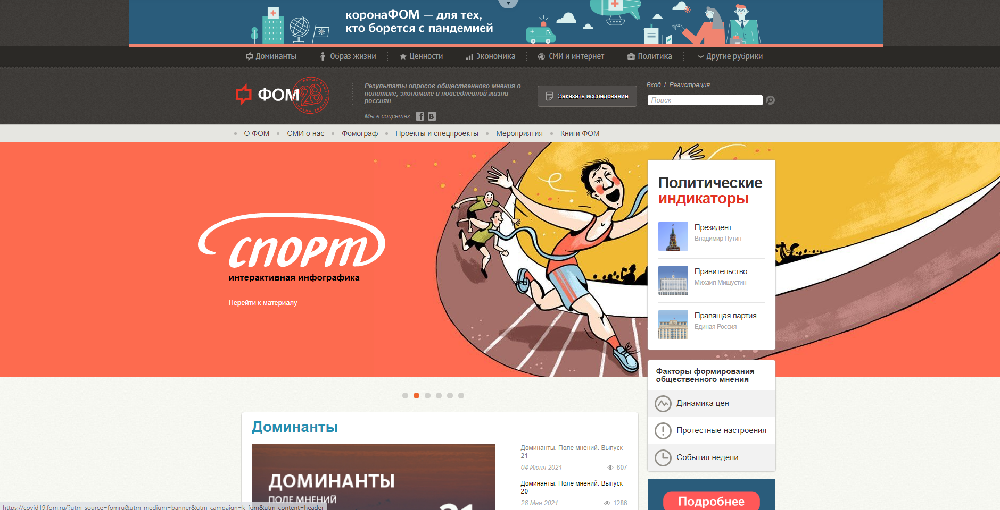 коронаФОМ — для тех,
кто борется с пандемией
Доминанты
Образ жизни
Ценности
Экономика
СМИ и интернет
Политика
Другие рубрики
ФОМ
28
Результаты опросов общественного мнения о
политике, экономике и повседневной жизни
россиян
Мы в соцсетях:
Заказать исследование
Вход / Регистрация
Поиск
О ФОМ
СМИ о нас
Фомограф
Проекты и спецпроекты
Мероприятия
Книги ФОМ
спорт
интерактивная инфографика
Перейти к материалу
Политические
индикаторы
Президент
Владимир Путин
Правительство
Михаил Мишустин
Правящая партия
Единая Россия
Факторы формирования
общественного мнения
Динамика цен
Протестные настроения
События недели
Подробнее
Доминанты
ДОМИНАНТЫ
ПОЛЕ МНЕНИЙ
21
Доминанты. Поле мнений. Выпуск
21
04 Июня 2021
607
Доминанты. Поле мнений. Выпуск
20
28 Мая 2021
1286
https://covid19.fom.ru/?utm_source=fomru&utm_medium=banner&utm_campaign=k_fom&utm_content=header